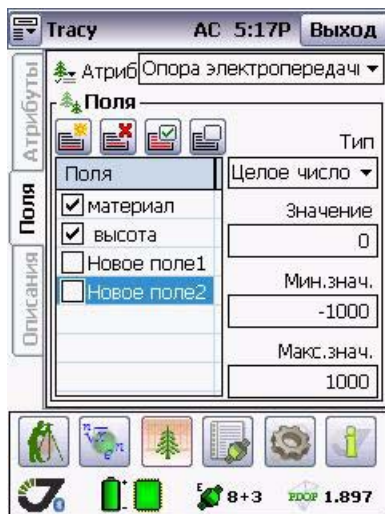 Tracy AC 5:17P Выход
Атрибуты
Поля
Описания
Атриб Опора электропередачи
Поля
Тип
Целое число
Поля
материал
высота
Новое поле1
Новое поле2
Значение
0
Мин.знач.
-1000
Макс.знач.
1000
0
E 8+3
PDOP 1.897